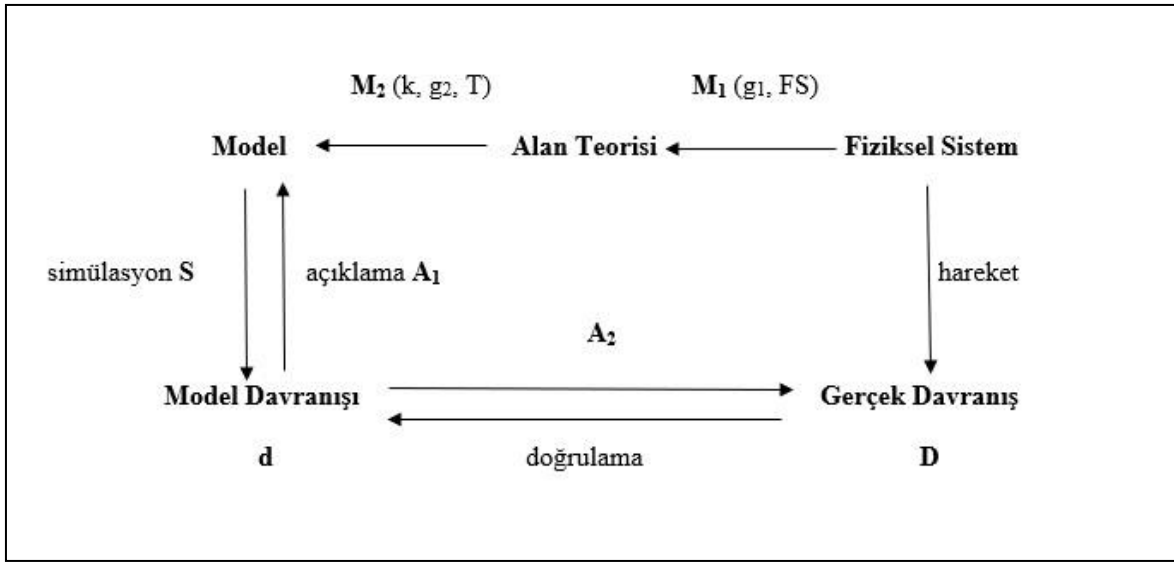 M₂ (k, g₂, T) M₁ (g₁, FS)
Model Alan Teorisi Fiziksel Sistem
simülasyon S açıklama A₁ hareket
A₂
Model Davranışı Gerçek Davranış
d doğrulama D